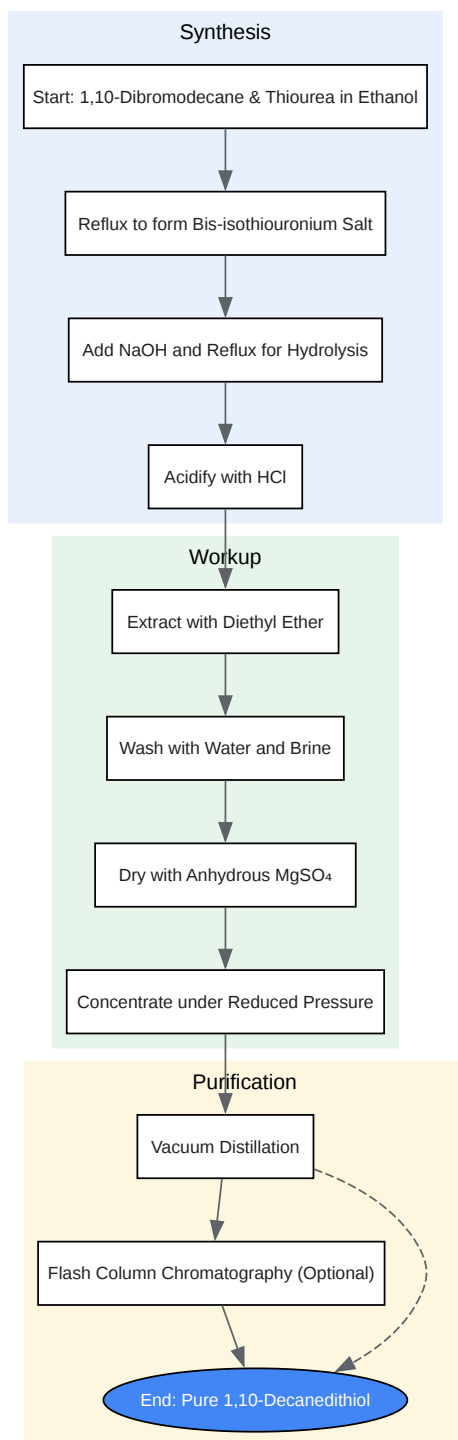 Synthesis
Start: 1,10-Dibromodecane & Thiourea in Ethanol
Reflux to form Bis-isothiouronium Salt
Add NaOH and Reflux for Hydrolysis
Acidify with HCl
Workup
Extract with Diethyl Ether
Wash with Water and Brine
Dry with Anhydrous MgSO₄
Concentrate under Reduced Pressure
Purification
Vacuum Distillation
Flash Column Chromatography (Optional)
End: Pure 1,10-Decanedithiol